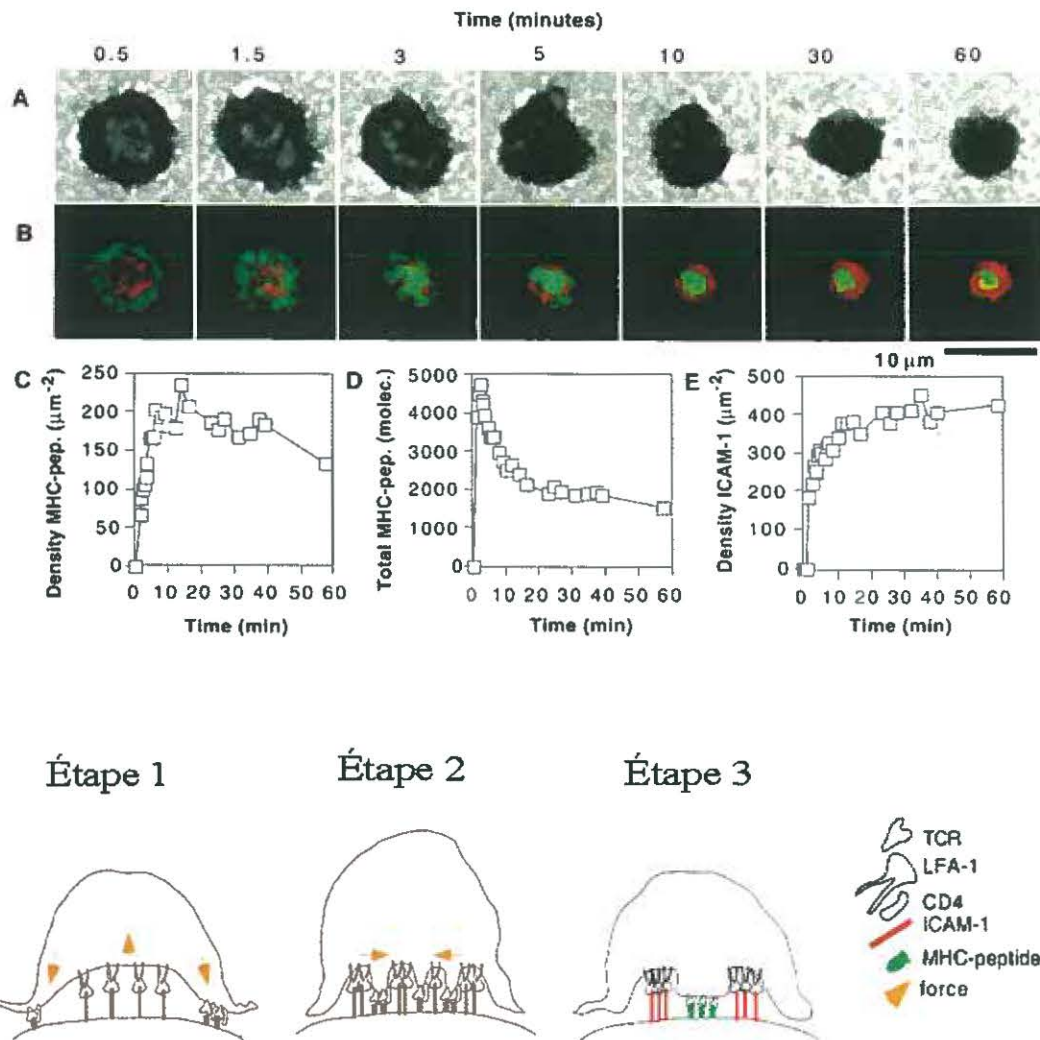 Time (minutes)
0.5 1.5 3 5 10 30 60
A
B
10 µm
C
Density MHC-pep. (µm⁻²)
250
200
150
100
50
0
0 10 20 30 40 50 60
Time (min)
D
Total MHC-pep. (molec.)
5000
4000
3000
2000
1000
0
0 10 20 30 40 50 60
Time (min)
E
Density ICAM-1 (µm⁻²)
500
400
300
200
100
0
0 10 20 30 40 50 60
Time (min)
Étape 1
Étape 2
Étape 3
TCR
LFA-1
CD4
ICAM-1
MHC-peptide
force